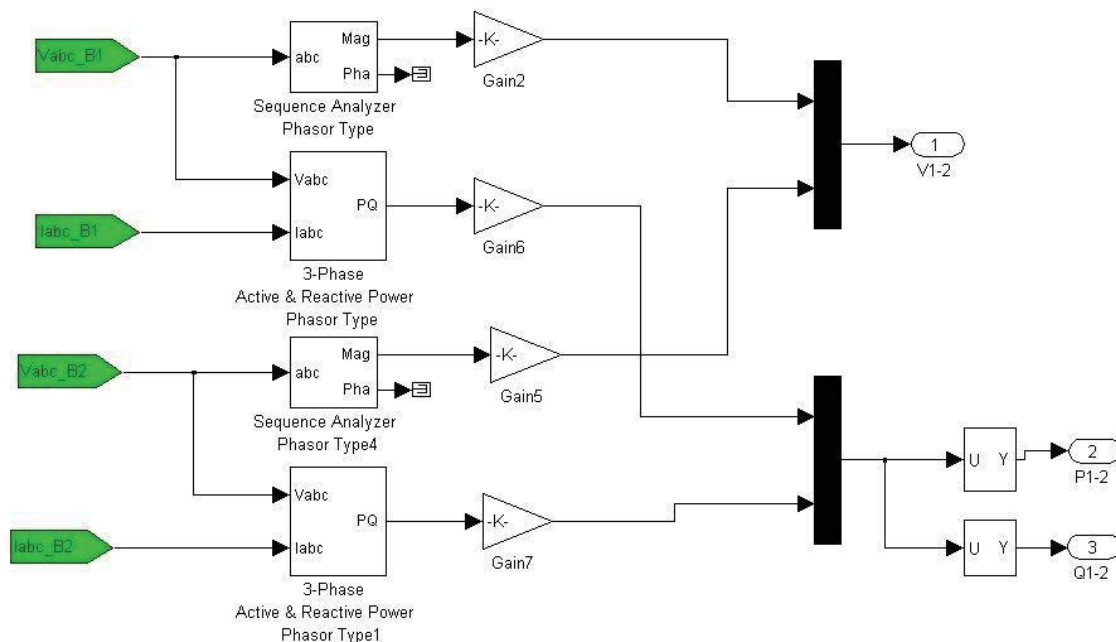 Vabc_B1
abc
Mag
Pha
Sequence Analyzer
Phasor Type
-K-
Gain2
Vabc
Iabc
PQ
3-Phase
Active & Reactive Power
Phasor Type
Iabc_B1
-K-
Gain6
1
V1-2
Vabc_B2
abc
Mag
Pha
Sequence Analyzer
Phasor Type4
-K-
Gain5
Vabc
Iabc
PQ
3-Phase
Active & Reactive Power
Phasor Type1
Iabc_B2
-K-
Gain7
U Y
2
P1-2
U Y
3
Q1-2